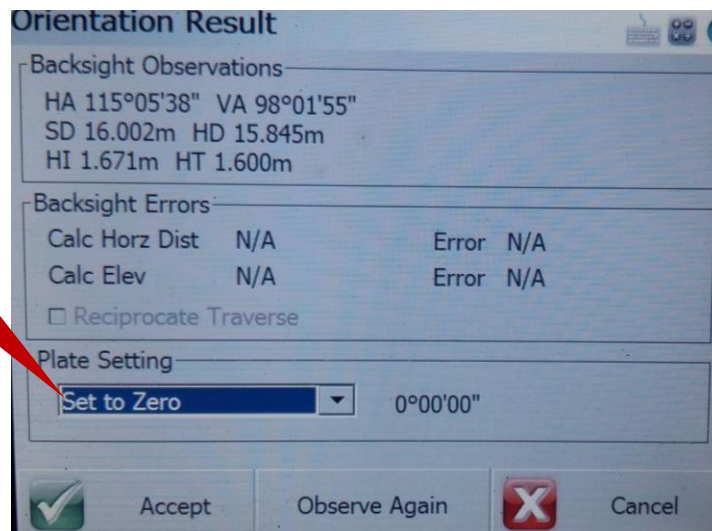 Orientation Result
Backsight Observations
HA 115°05'38" VA 98°01'55"
SD 16.002m HD 15.845m
HI 1.671m HT 1.600m
Backsight Errors
Calc Horz Dist N/A Error N/A
Calc Elev N/A Error N/A
Reciprocate Traverse
Plate Setting
Set to Zero 0°00'00"
Accept Observe Again Cancel